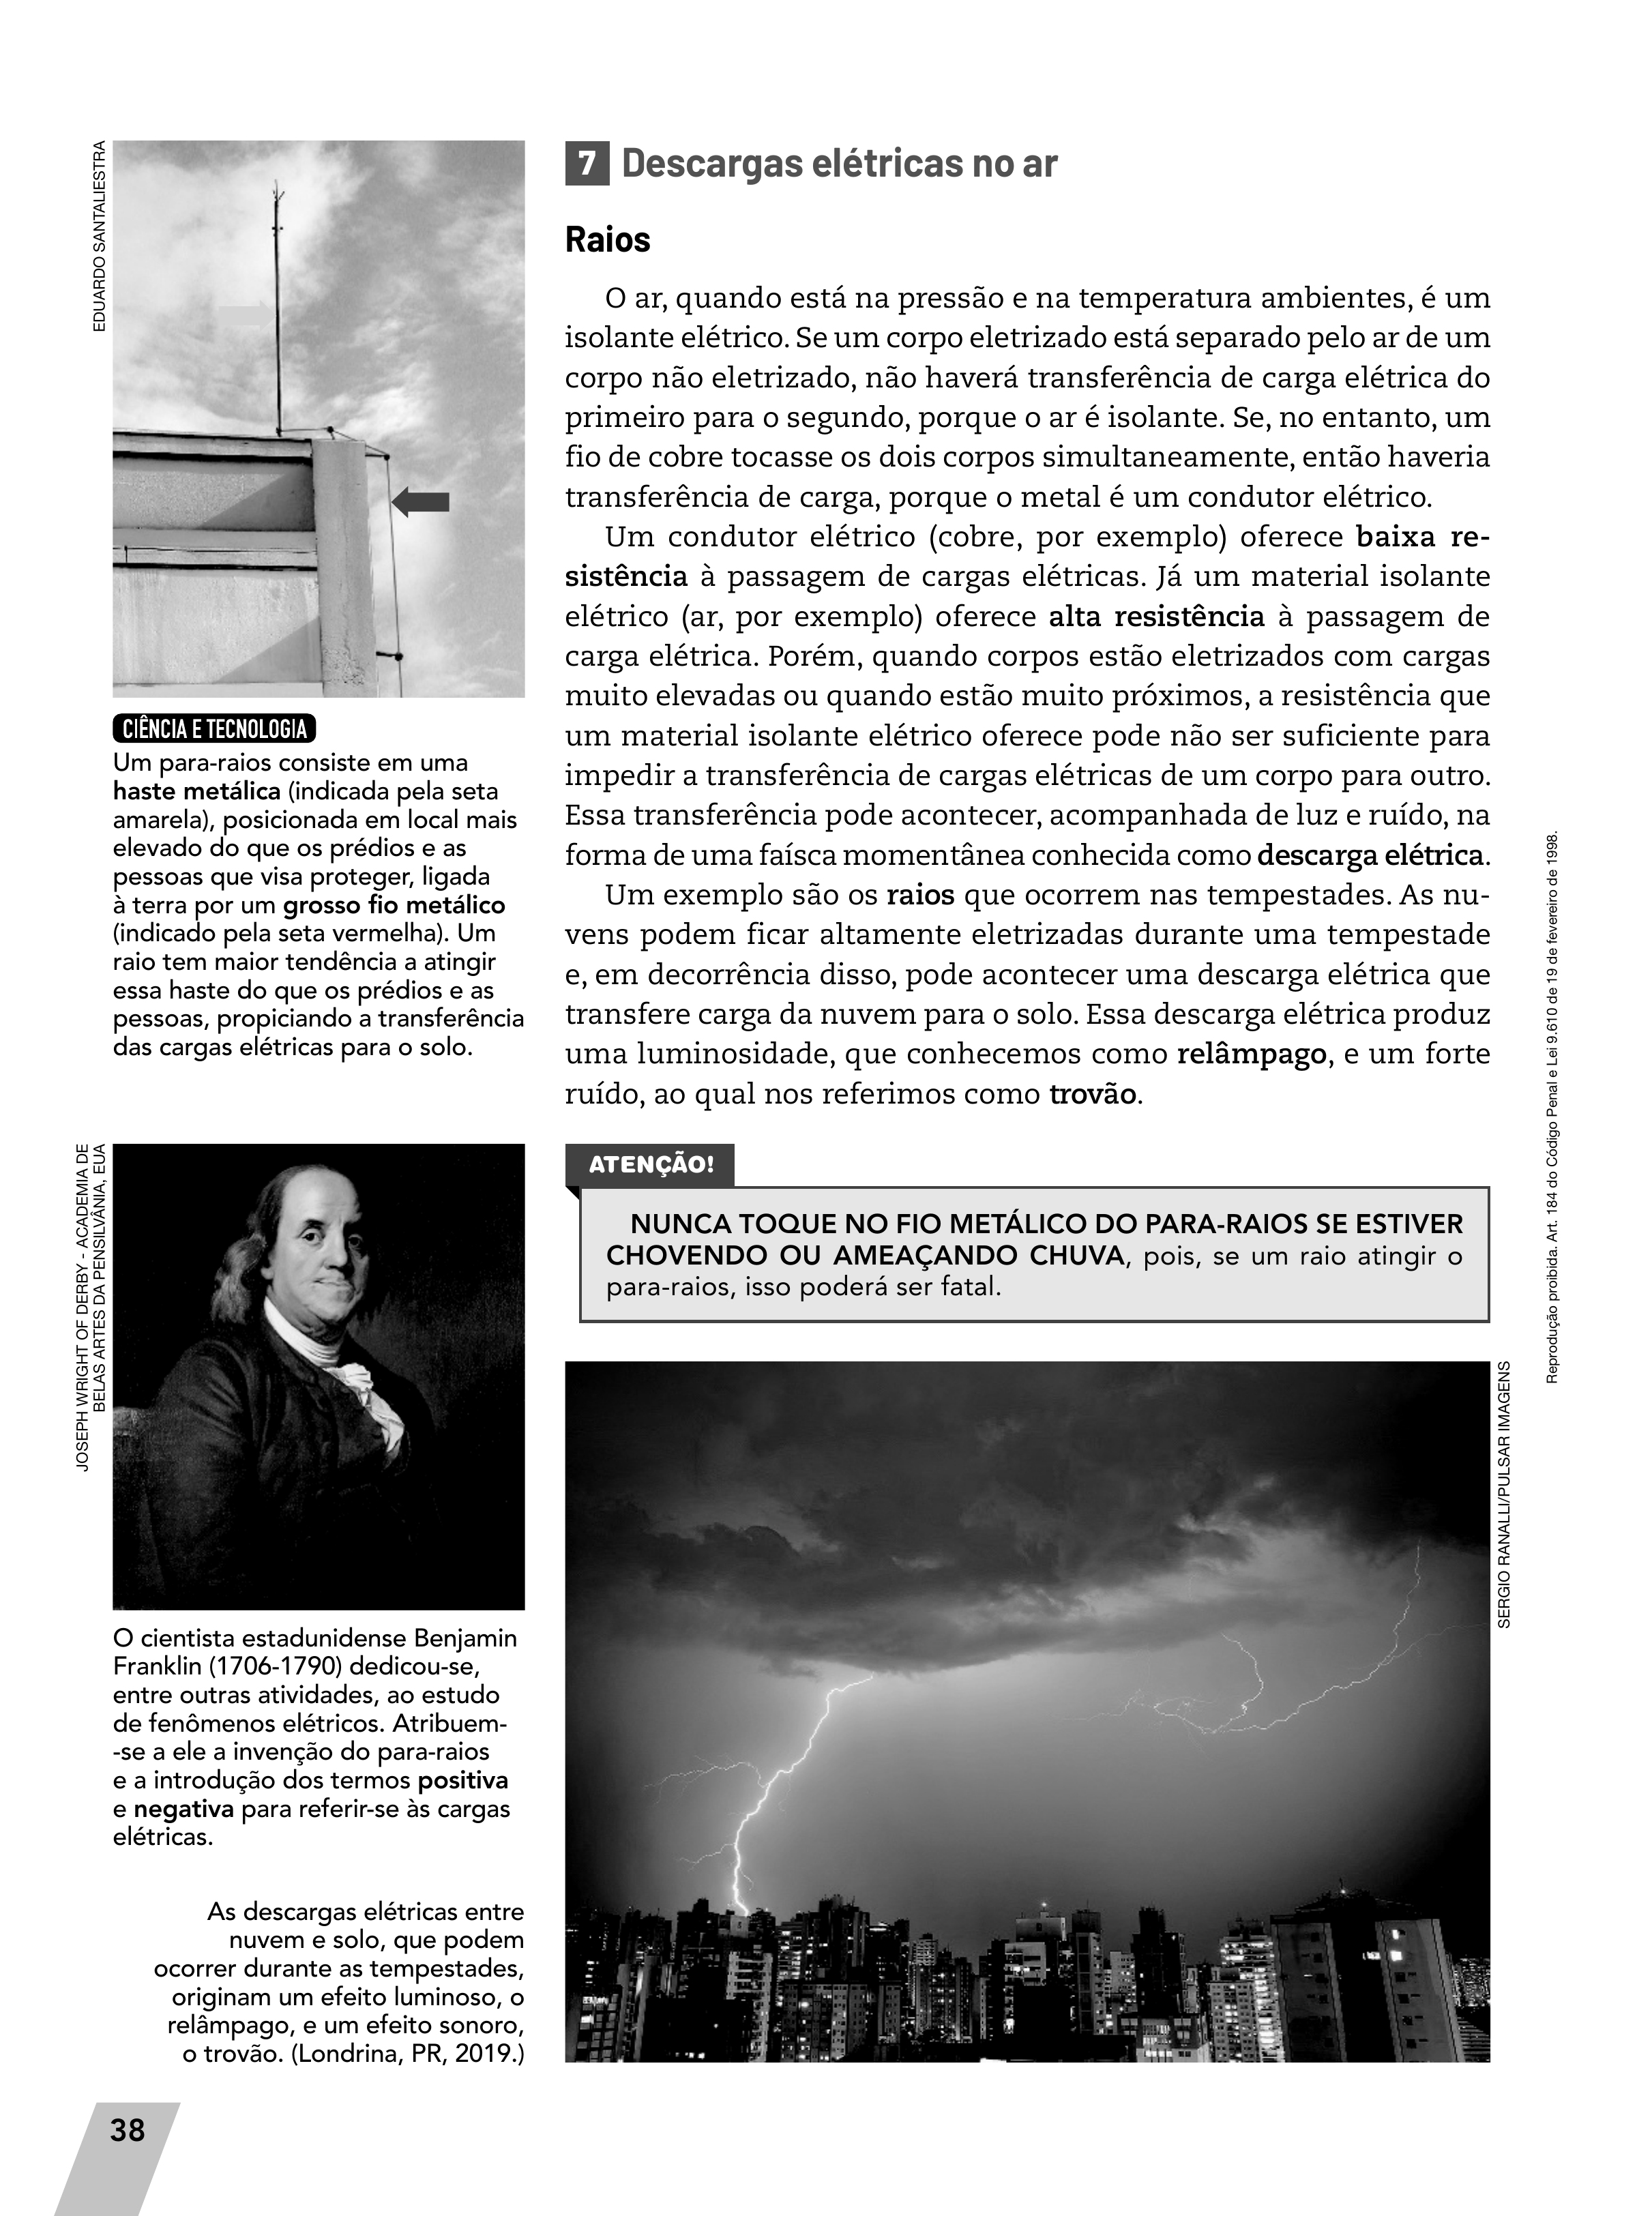 EDUARDO SANTALIESTRA
7 Descargas elétricas no ar
Raios
O ar, quando está na pressão e na temperatura ambientes, é um
isolante elétrico. Se um corpo eletrizado está separado pelo ar de um
corpo não eletrizado, não haverá transferência de carga elétrica do
primeiro para o segundo, porque o ar é isolante. Se, no entanto, um
fio de cobre tocasse os dois corpos simultaneamente, então haveria
transferência de carga, porque o metal é um condutor elétrico.
Um condutor elétrico (cobre, por exemplo) oferece baixa re-
sistência à passagem de cargas elétricas. Já um material isolante
elétrico (ar, por exemplo) oferece alta resistência à passagem de
carga elétrica. Porém, quando corpos estão eletrizados com cargas
muito elevadas ou quando estão muito próximos, a resistência que
um material isolante elétrico oferece pode não ser suficiente para
impedir a transferência de cargas elétricas de um corpo para outro.
Essa transferência pode acontecer, acompanhada de luz e ruído, na
forma de uma faísca momentânea conhecida como descarga elétrica.
Um exemplo são os raios que ocorrem nas tempestades. As nu-
vens podem ficar altamente eletrizadas durante uma tempestade
e, em decorrência disso, pode acontecer uma descarga elétrica que
transfere carga da nuvem para o solo. Essa descarga elétrica produz
uma luminosidade, que conhecemos como relâmpago, e um forte
ruído, ao qual nos referimos como trovão.
CIÊNCIA E TECNOLOGIA
Um para-raios consiste em uma
haste metálica (indicada pela seta
amarela), posicionada em local mais
elevado do que os prédios e as
pessoas que visa proteger, ligada
à terra por um grosso fio metálico
(indicado pela seta vermelha). Um
raio tem maior tendência a atingir
essa haste do que os prédios e as
pessoas, propiciando a transferência
das cargas elétricas para o solo.
ATENÇÃO!
NUNCA TOQUE NO FIO METÁLICO DO PARA-RAIOS SE ESTIVER
CHOVENDO OU AMEAÇANDO CHUVA, pois, se um raio atingir o
para-raios, isso poderá ser fatal.
JOSEPH WRIGHT OF DERBY - ACADEMIA DE
BELAS ARTES DA PENSILVÂNIA, EUA
O cientista estadunidense Benjamin
Franklin (1706-1790) dedicou-se,
entre outras atividades, ao estudo
de fenômenos elétricos. Atribuem-
-se a ele a invenção do para-raios
e a introdução dos termos positiva
e negativa para referir-se às cargas
elétricas.
As descargas elétricas entre
nuvem e solo, que podem
ocorrer durante as tempestades,
originam um efeito luminoso, o
relâmpago, e um efeito sonoro,
o trovão. (Londrina, PR, 2019.)
SERGIO RANALLI/PULSAR IMAGENS
Reprodução proibida. Art. 184 do Código Penal e Lei 9.610 de 19 de fevereiro de 1998.
38